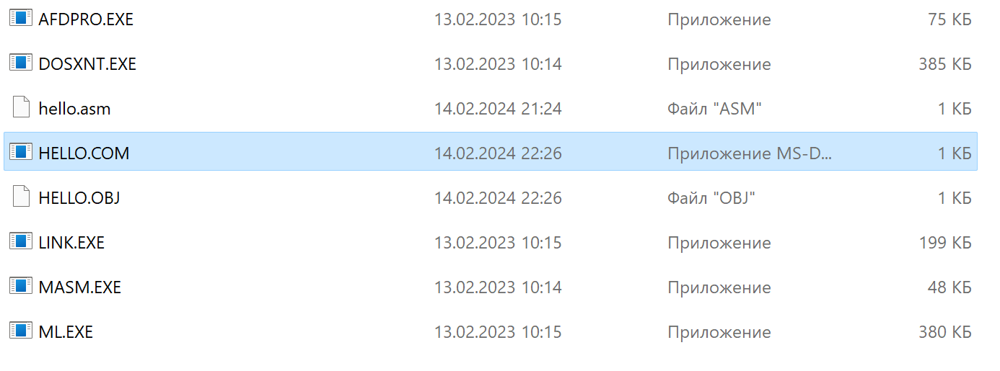 AFDPRO.EXE 13.02.2023 10:15 Приложение 75 КБ
DOSXNT.EXE 13.02.2023 10:14 Приложение 385 КБ
hello.asm 14.02.2024 21:24 Файл "ASM" 1 КБ
HELLO.COM 14.02.2024 22:26 Приложение MS-D... 1 КБ
HELLO.OBJ 14.02.2024 22:26 Файл "OBJ" 1 КБ
LINK.EXE 13.02.2023 10:15 Приложение 199 КБ
MASM.EXE 13.02.2023 10:14 Приложение 48 КБ
ML.EXE 13.02.2023 10:15 Приложение 380 КБ